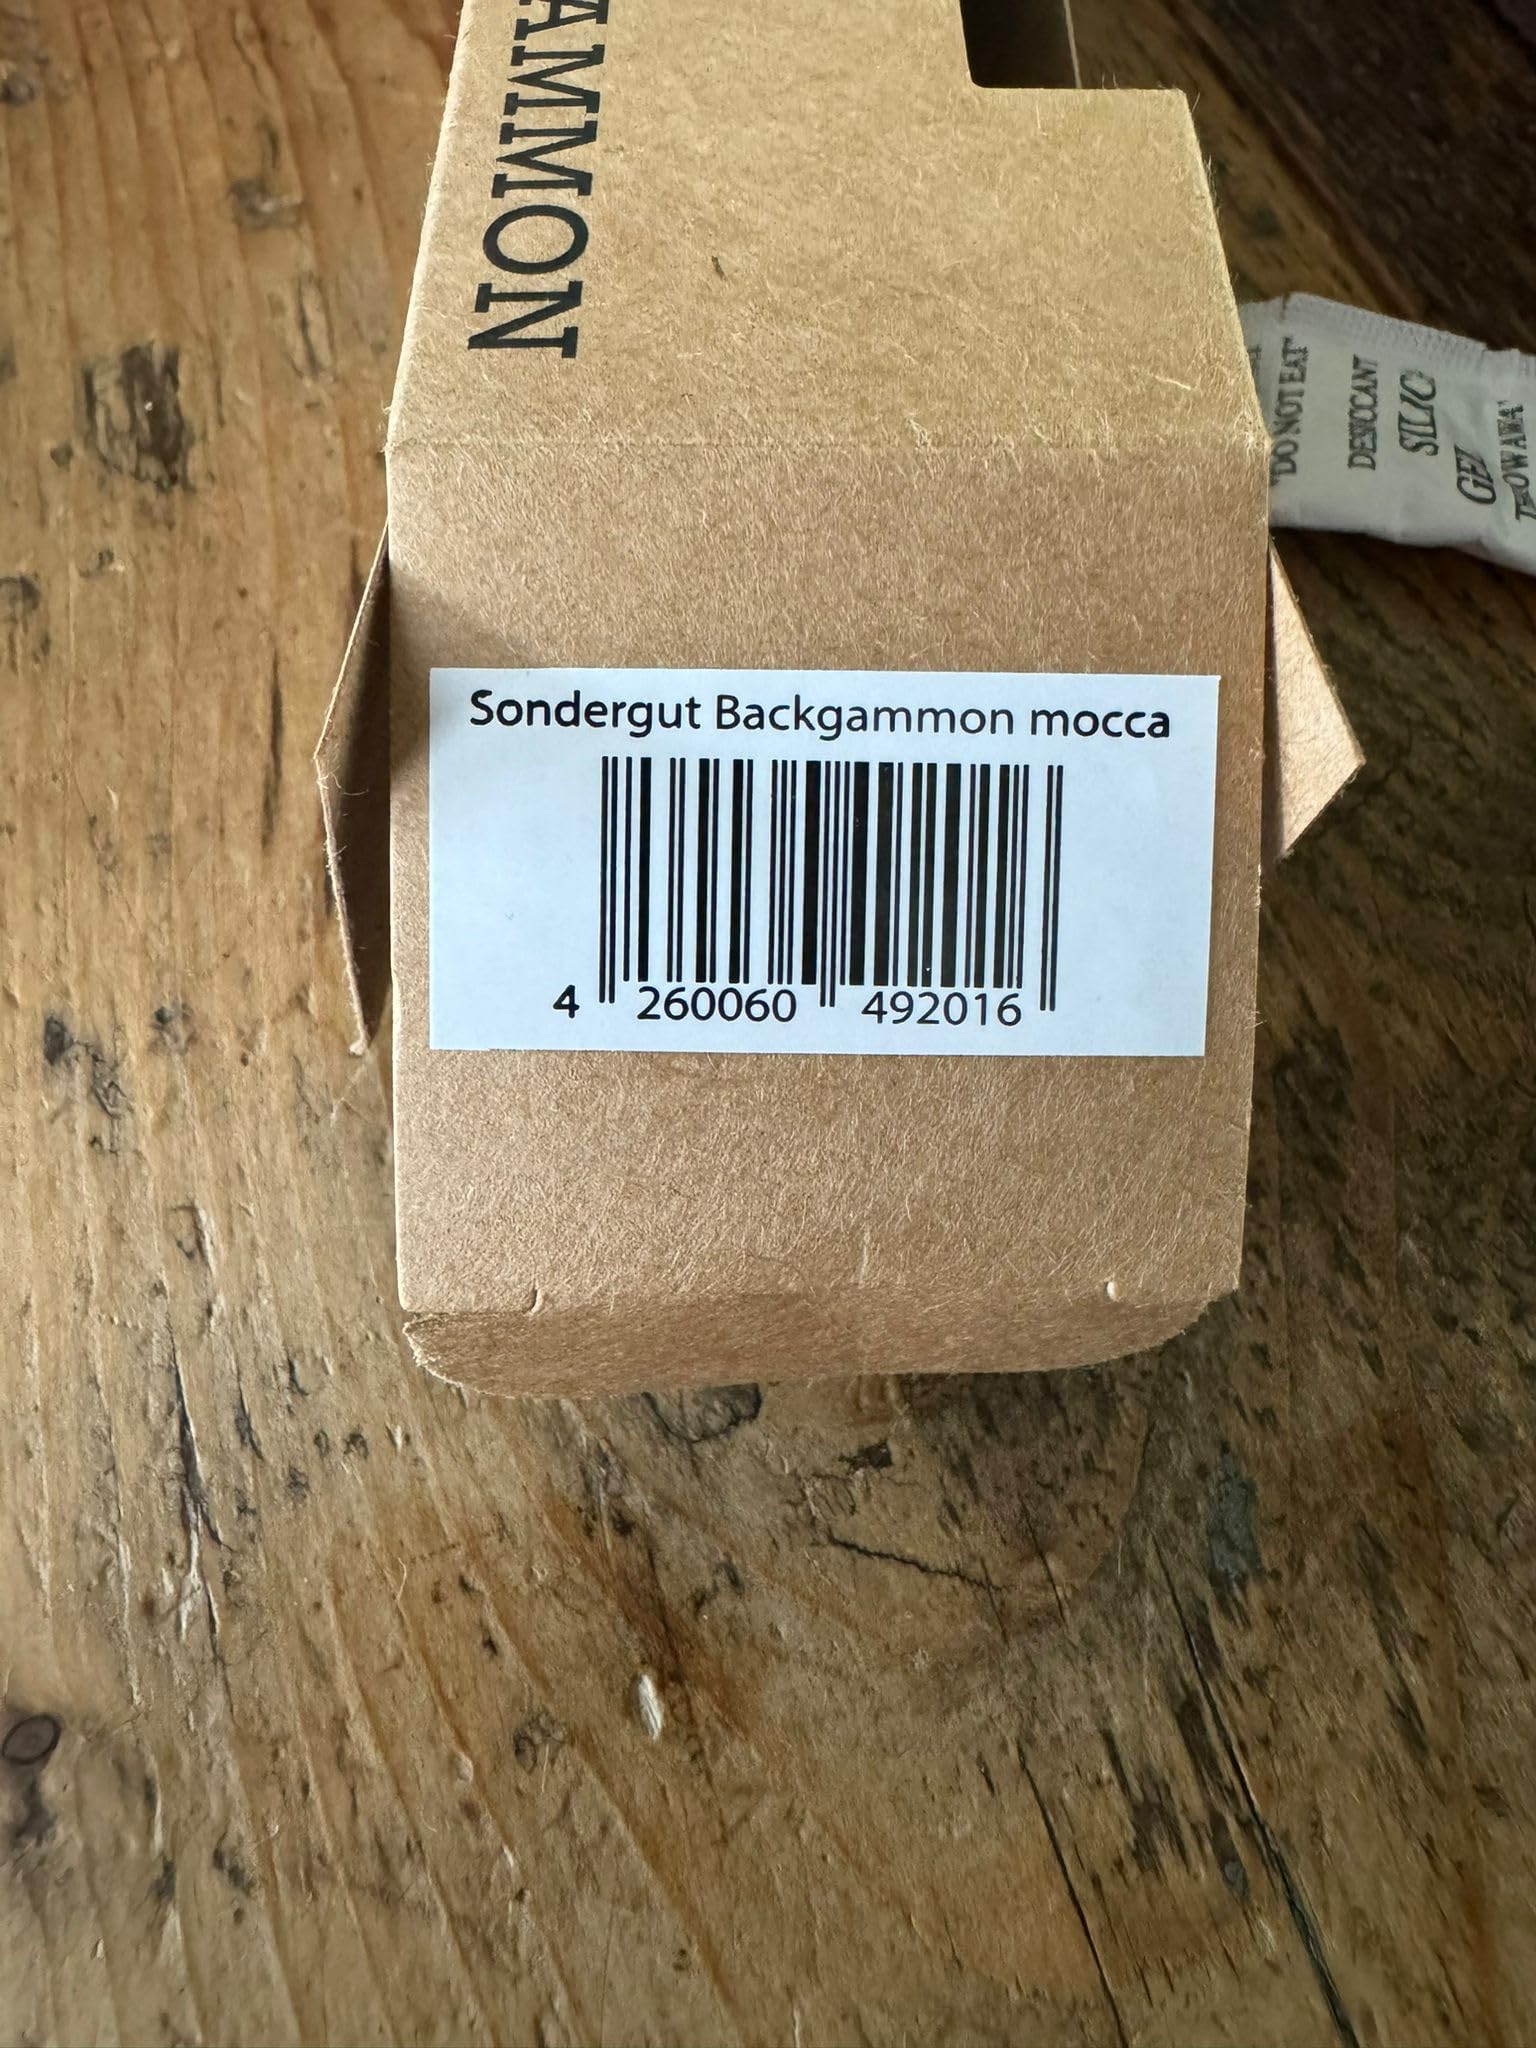 AMMON
Sondergut Backgammon mocca
4 260060 492016
"DO NOT EAT"
DESICCANT
SILIC
GEL